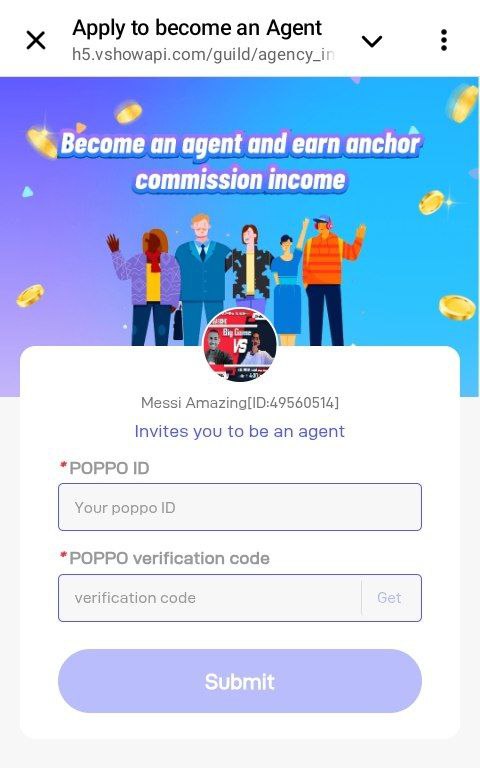 Apply to become an Agent
h5.vshowapi.com/guild/agency_in
Become an agent and earn anchor
commission income
Big Game
VS
Messi Amazing[ID:49560514]
Invites you to be an agent
* POPPO ID
Your poppo ID
* POPPO verification code
verification code
Get
Submit